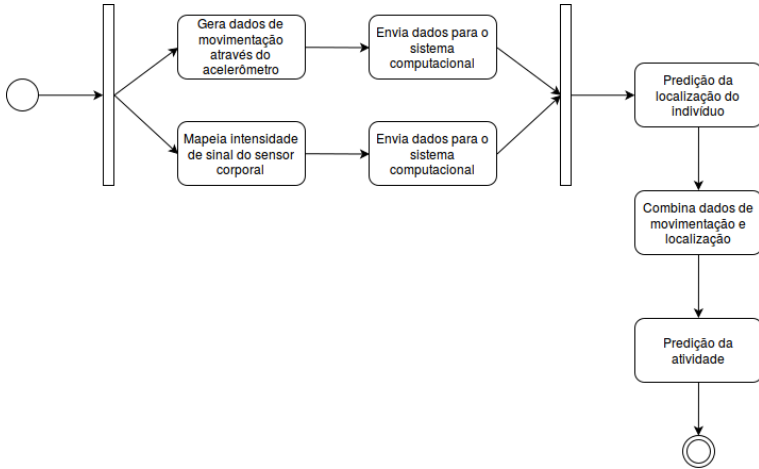 Gera dados de
movimentação
através do
acelerômetro
Envia dados para o
sistema
computacional
Mapeia intensidade
de sinal do sensor
corporal
Envia dados para o
sistema
computacional
Predição da
localização do
indivíduo
Combina dados de
movimentação e
localização
Predição da
atividade